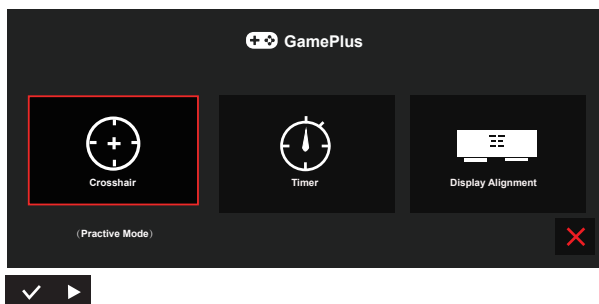 GamePlus
Crosshair
Timer
Display Alignment
（Practive Mode）